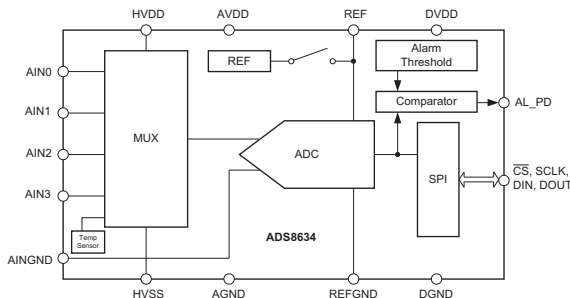 HVDD AVDD REF DVDD
REF
Alarm
Threshold
AIN0
Comparator
AL_PD
AIN1
MUX
AIN2
ADC
AIN3
SPI
CS, SCLK,
DIN, DOUT
Temp
Sensor
ADS8634
AINGND
HVSS AGND REFGND DGND